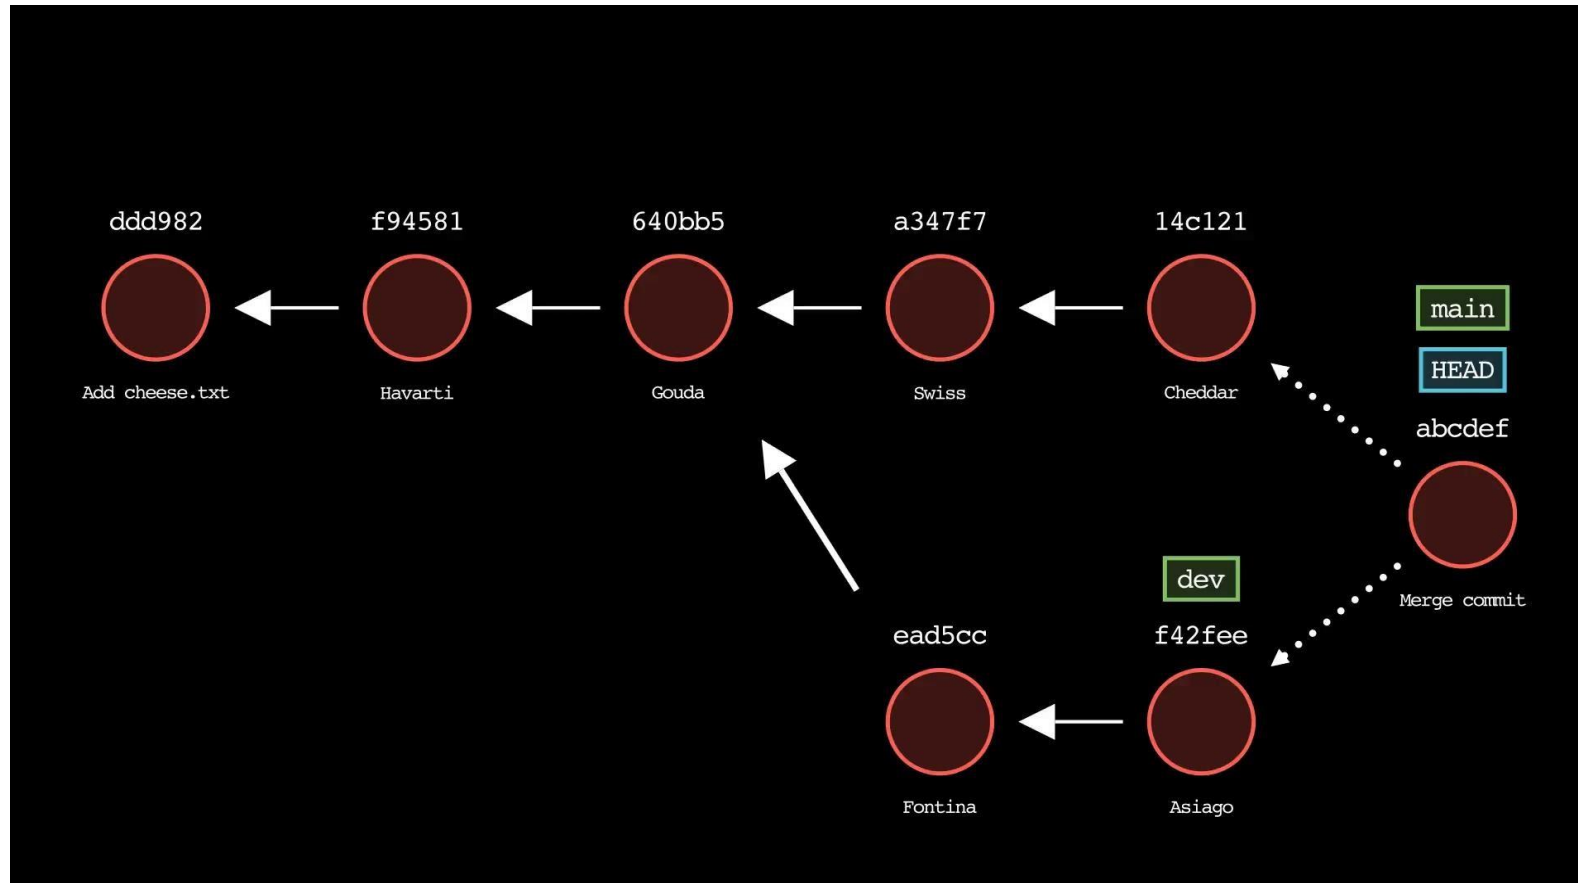 ddd982
f94581
640bb5
a347f7
14c121
main
HEAD
abcdef
Add cheese.txt
Havarti
Gouda
Swiss
Cheddar
Merge commit
dev
ead5cc
f42fee
Fontina
Asiago